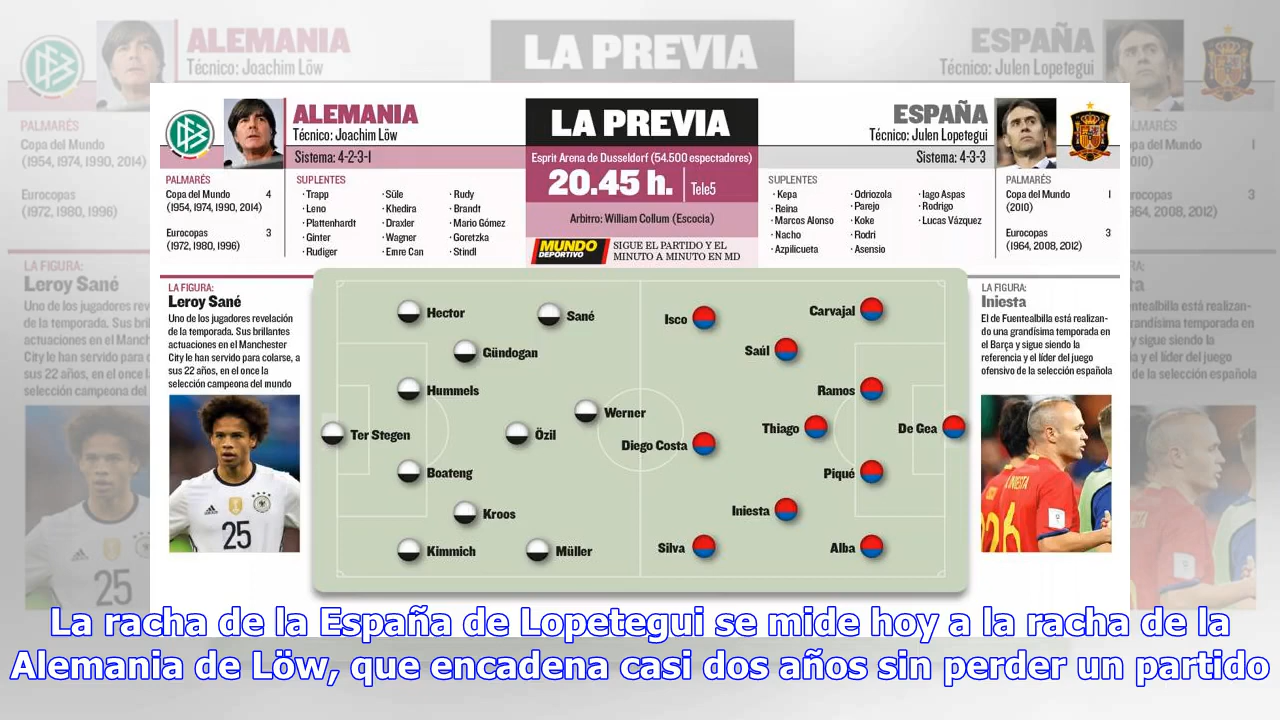 ALEMANIA
Técnico: Joachim Löw
Sistema: 4-2-3-1
LA PREVIA
Esprit Arena de Dusseldorf (54.500 espectadores)
20.45 h. Tele5
Arbitro: William Collum (Escocia)
MUNDO
DEPORTIVO
SIGUE EL PARTIDO Y EL
MINUTO A MINUTO EN MD
ESPAÑA
Técnico: Julen Lopetegui
Sistema: 4-3-3
PALMARÉS
Copa del Mundo 4
(1954, 1974, 1990, 2014)
Eurocopas 3
(1972, 1980, 1996)
SUPLENTES
· Trapp
· Leno
· Plattenhardt
· Ginter
· Rudiger
· Süle
· Khedira
· Draxler
· Wagner
· Emre Can
· Rudy
· Brandt
· Mario Gómez
· Goretzka
· Stindl
SUPLENTES
· Kepa
· Reina
· Marcos Alonso
· Nacho
· Azpilicueta
· Odriozola
· Parejo
· Koke
· Rodri
· Asensio
· Iago Aspas
· Rodrigo
· Lucas Vázquez
PALMARÉS
Copa del Mundo 1
(2010)
Eurocopas 3
(1964, 2008, 2012)
LA FIGURA:
Leroy Sané
Uno de los jugadores revelación
de la temporada. Sus brillantes
actuaciones en el Manchester
City le han servido para colarse, a
sus 22 años, en el once la
selección campeona del mundo
25
Hector
Sané
Gündogan
Hummels
Werner
Ter Stegen
Özil
Boateng
Kroos
Kimmich
Müller
Isco
Carvajal
Saúl
Ramos
Thiago
De Gea
Diego Costa
Piqué
Iniesta
Silva
Alba
LA FIGURA:
Iniesta
El de Fuentealbilla está realizan-
do una grandísima temporada en
el Barça y sigue siendo la
referencia y el líder del juego
ofensivo de la selección española
La racha de la España de Lopetegui se mide hoy a la racha de la
Alemania de Löw, que encadena casi dos años sin perder un partido